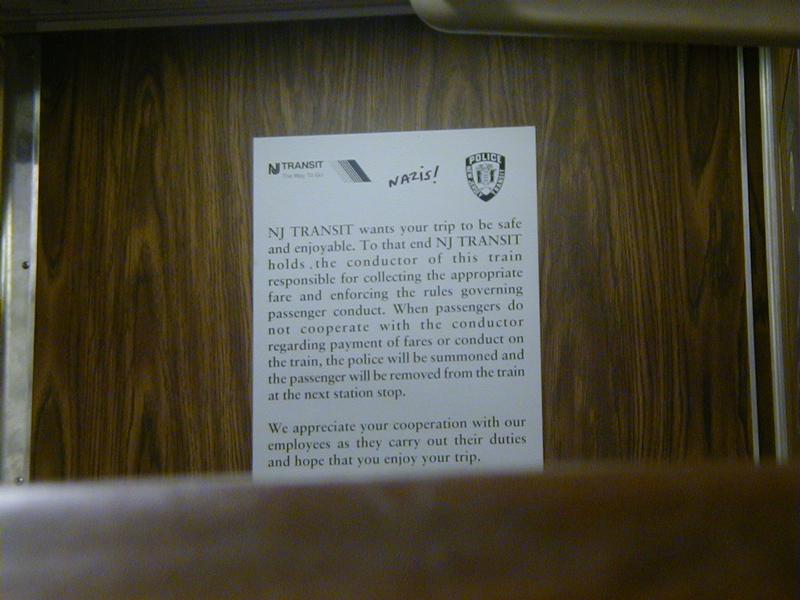 NJ TRANSIT
The Way To Go
NAZIS!
POLICE
NEW JERSEY TRANSIT
NJ TRANSIT wants your trip to be safe
and enjoyable. To that end NJ TRANSIT
holds the conductor of this train
responsible for collecting the appropriate
fare and enforcing the rules governing
passenger conduct. When passengers do
not cooperate with the conductor
regarding payment of fares or conduct on
the train, the police will be summoned and
the passenger will be removed from the train
at the next station stop.
We appreciate your cooperation with our
employees as they carry out their duties
and hope that you enjoy your trip.